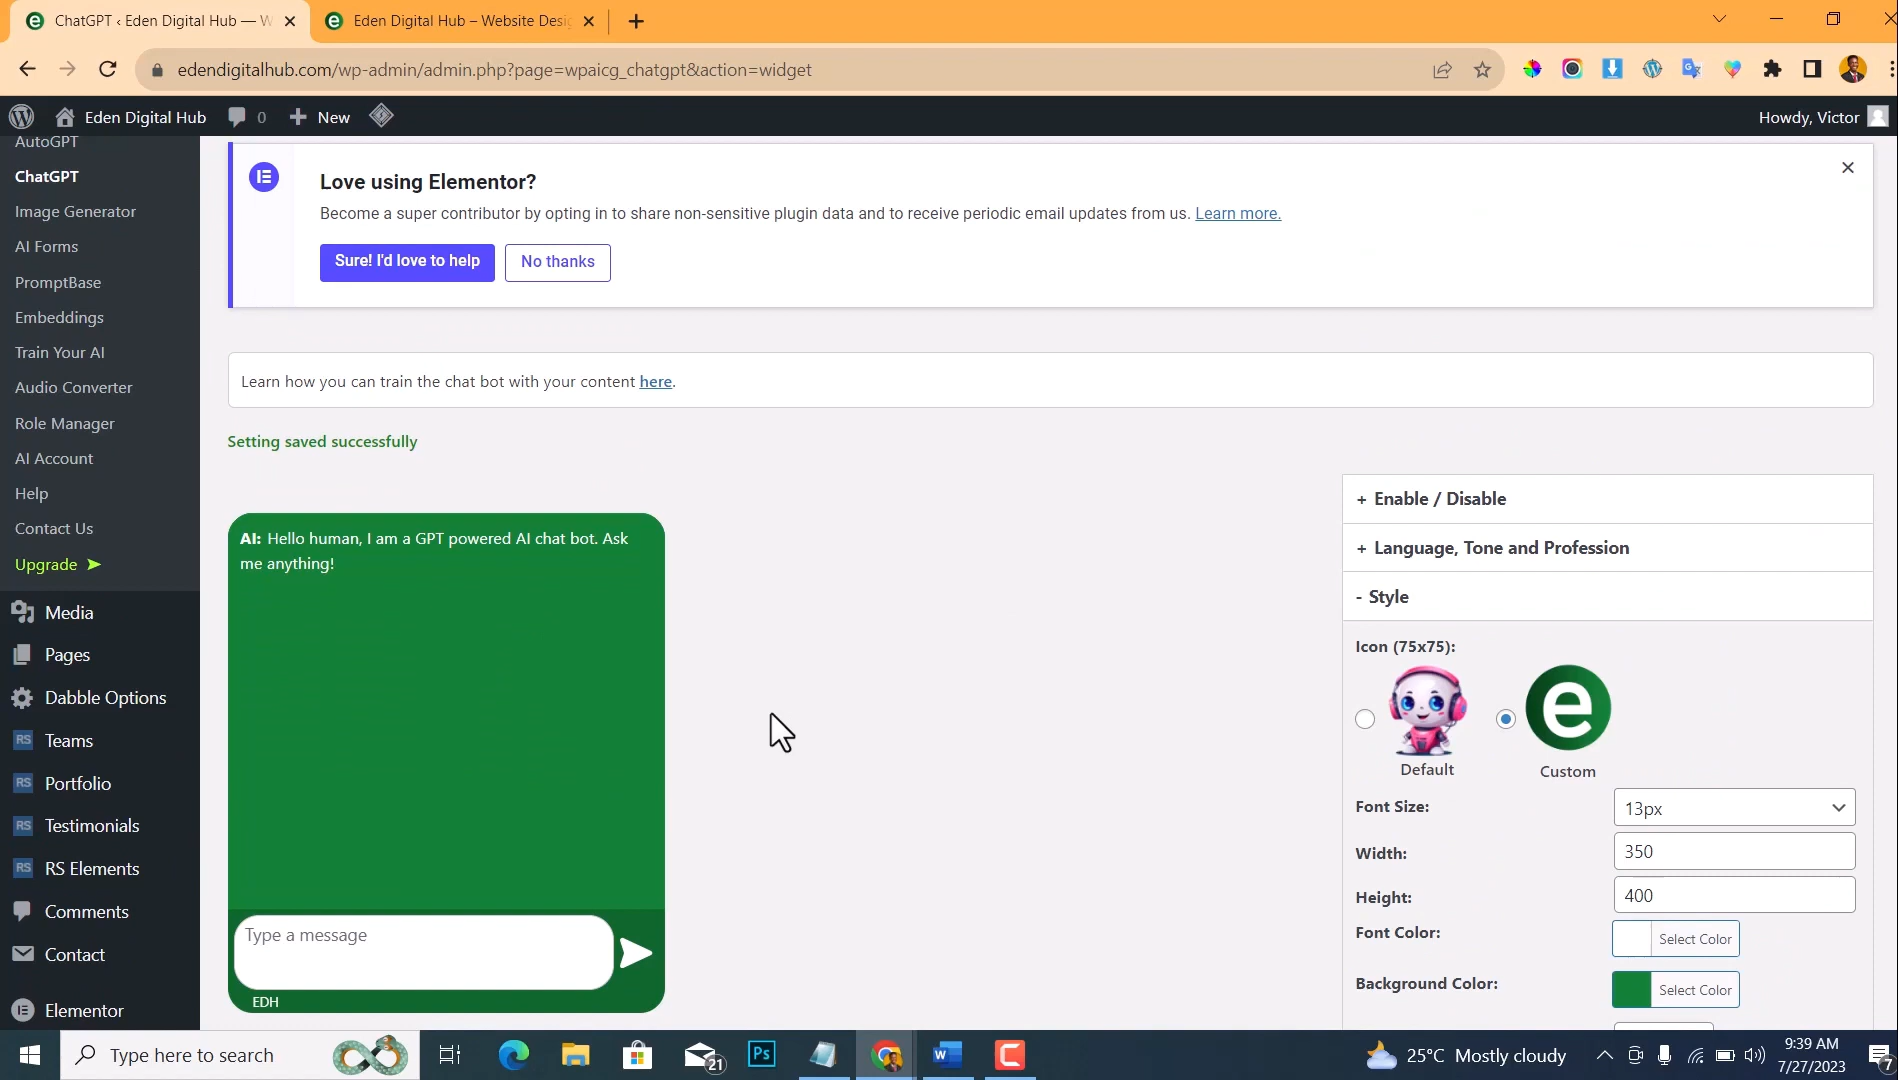 ChatGPT ‹ Eden Digital Hub — W
Eden Digital Hub – Website Desig
edendigitalhub.com/wp-admin/admin.php?page=wpaicg_chatgpt&action=widget
Eden Digital Hub
0
New
Howdy, Victor
AutoGPT
ChatGPT
Image Generator
AI Forms
PromptBase
Embeddings
Train Your AI
Audio Converter
Role Manager
AI Account
Help
Contact Us
Upgrade ➤
Media
Pages
Dabble Options
RS Teams
RS Portfolio
RS Testimonials
RS RS Elements
Comments
Contact
Elementor
Love using Elementor?
Become a super contributor by opting in to share non-sensitive plugin data and to receive periodic email updates from us. Learn more.
Sure! I'd love to help
No thanks
Learn how you can train the chat bot with your content here.
Setting saved successfully
AI: Hello human, I am a GPT powered AI chat bot. Ask
me anything!
Type a message
EDH
+ Enable / Disable
+ Language, Tone and Profession
- Style
Icon (75x75):
e
Default
Custom
Font Size:
13px
Width:
350
Height:
400
Font Color:
Select Color
Background Color:
Select Color
Type here to search
21
Ps
W
25°C Mostly cloudy
9:39 AM
7/27/2023
7